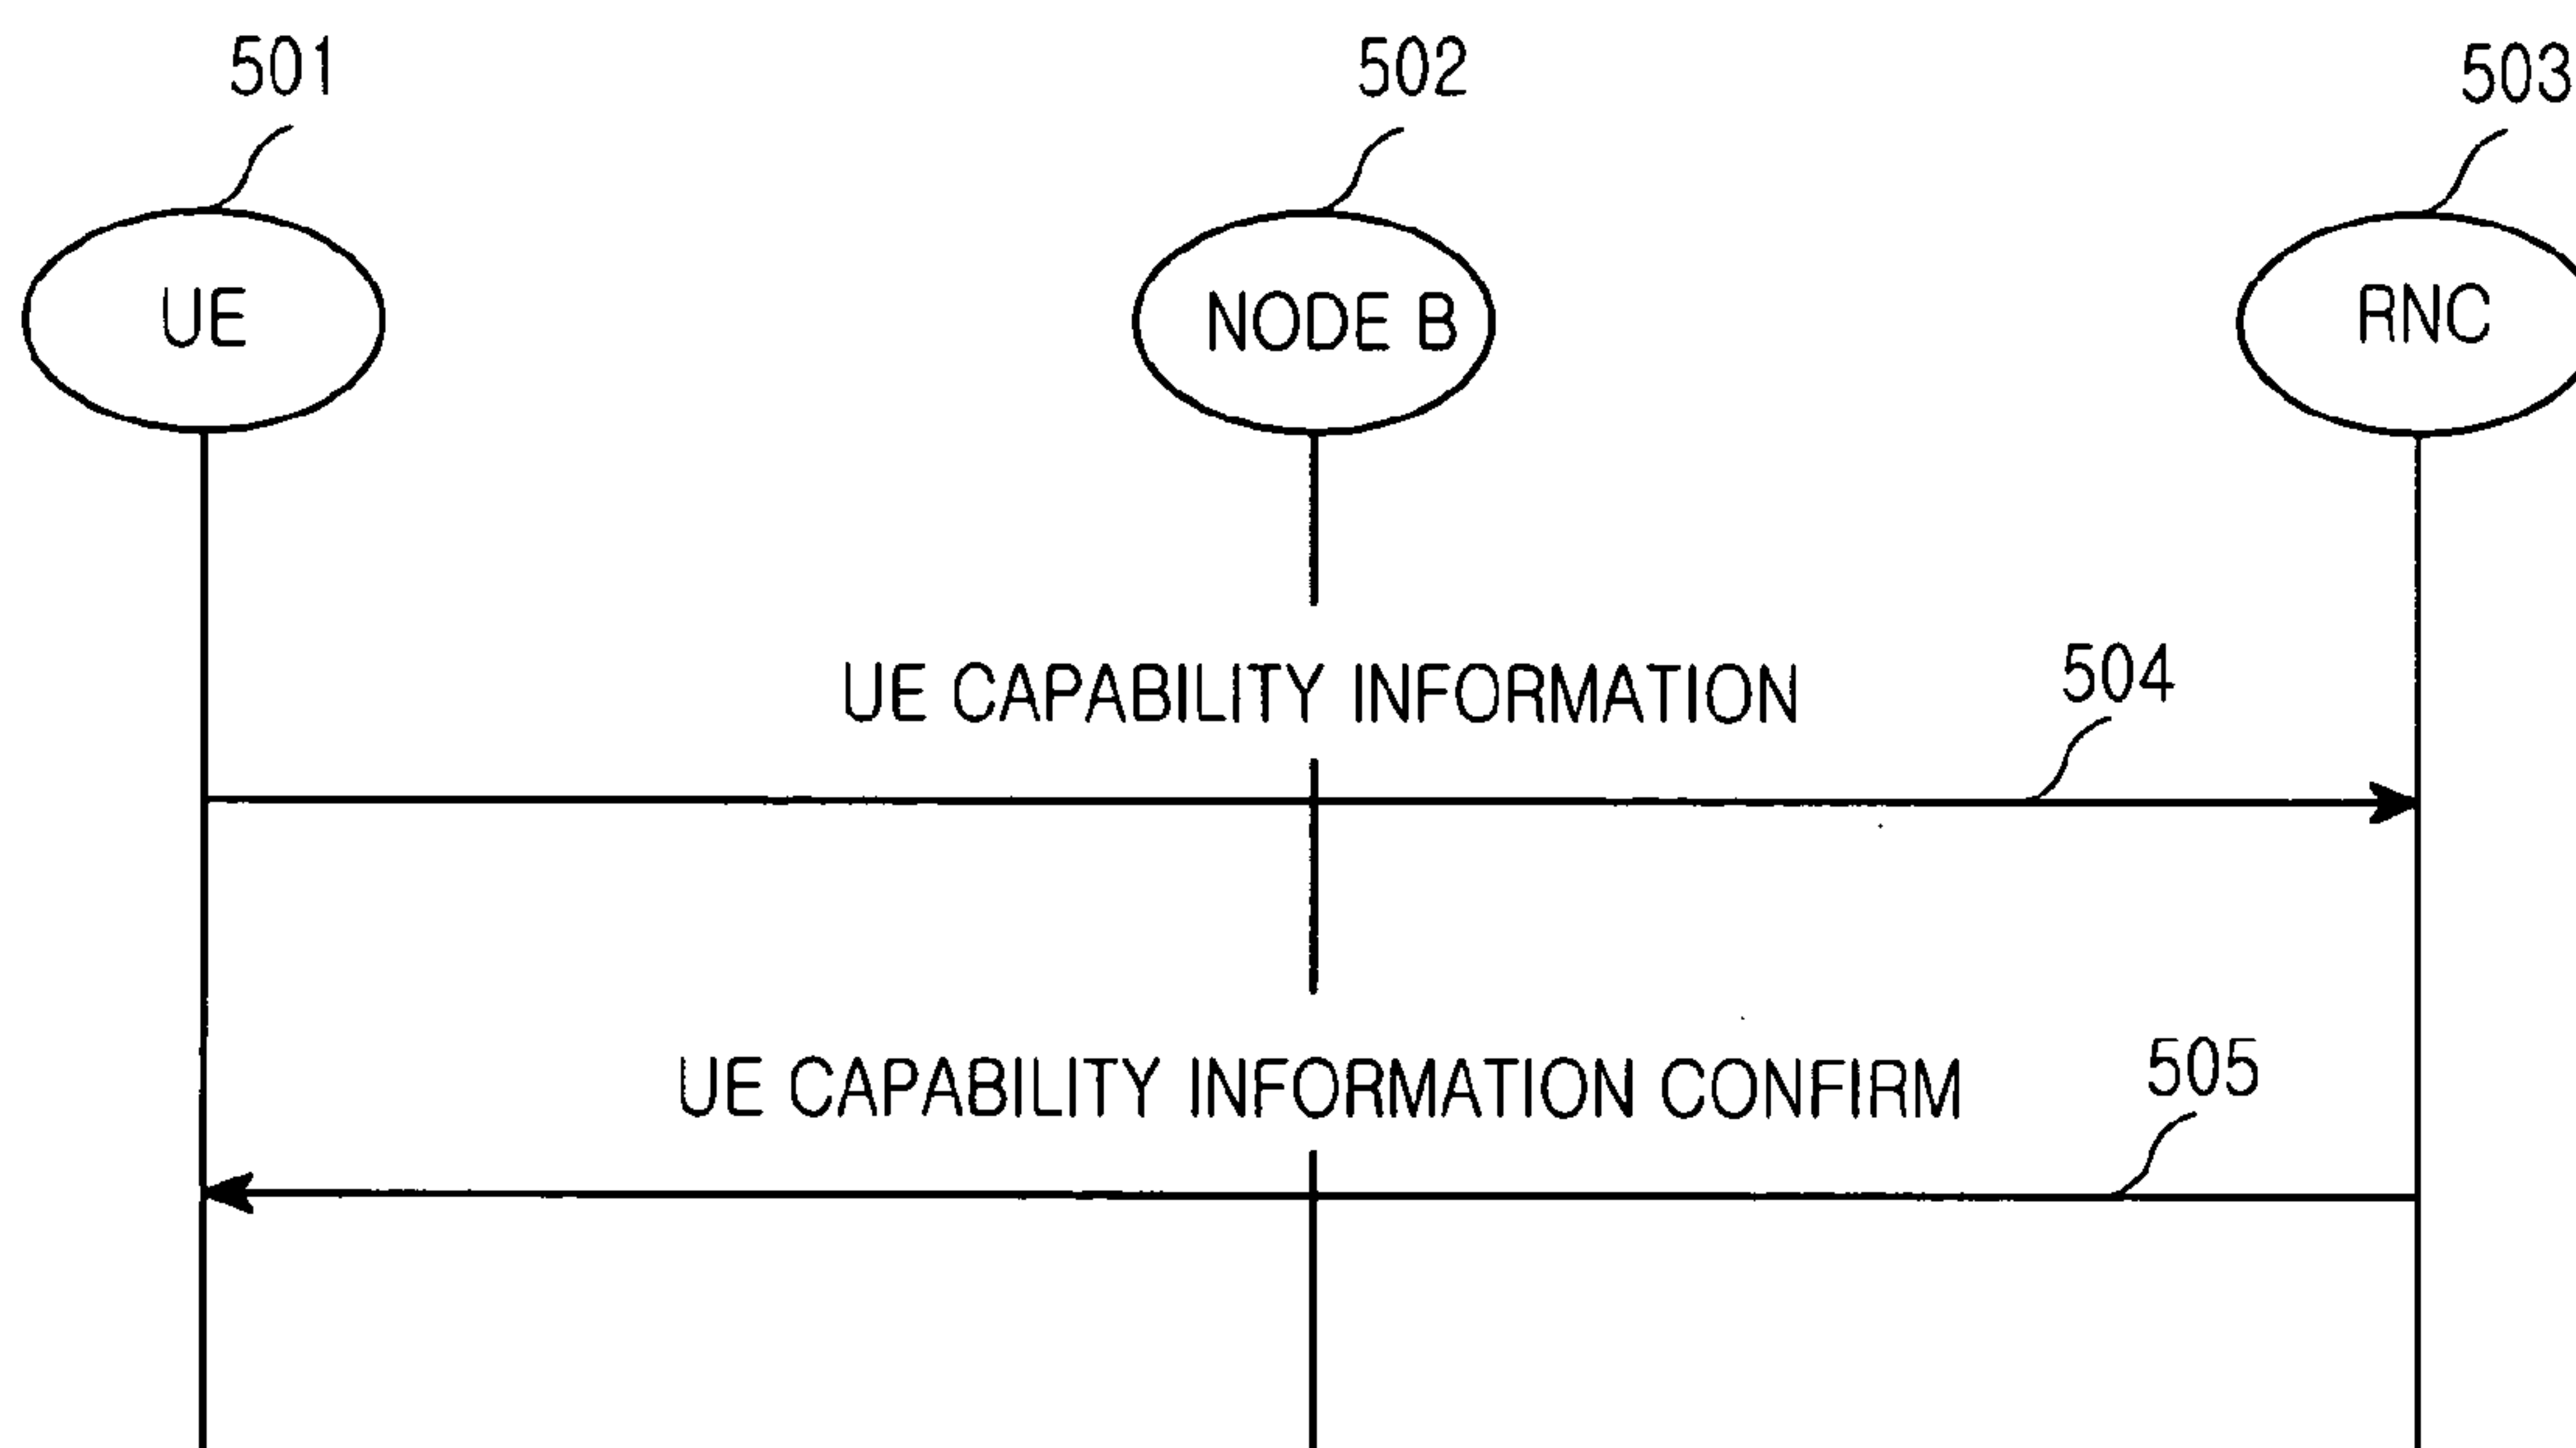 501
502
503
UE
NODE B
RNC
UE CAPABILITY INFORMATION
504
UE CAPABILITY INFORMATION CONFIRM
505